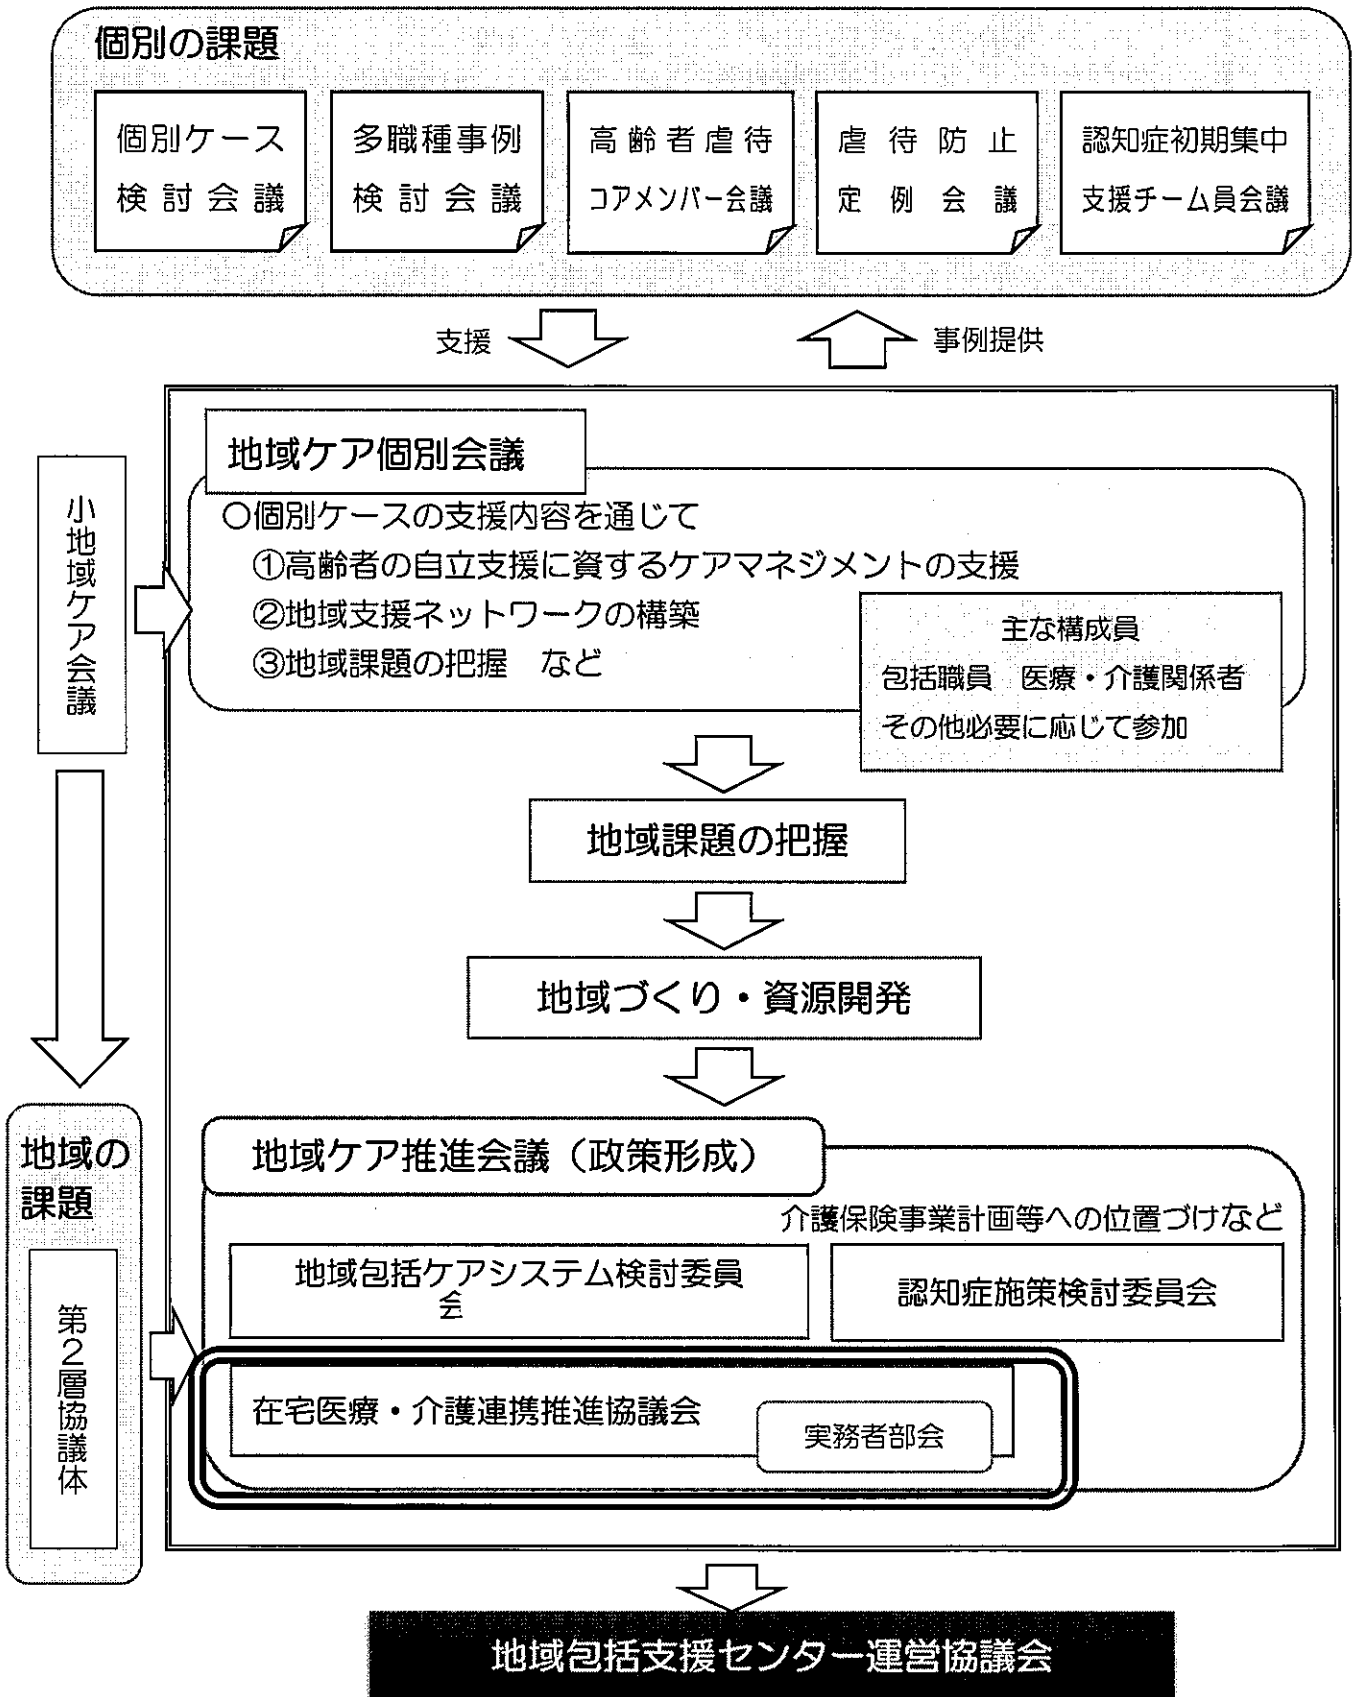 個別の課題
個別ケース
検討会議
多職種事例
検討会議
高齢者虐待
コアメンバー会議
虐待防止
定例会議
認知症初期集中
支援チーム員会議
支援
事例提供
小地域ケア会議
地域ケア個別会議
〇個別ケースの支援内容を通じて
①高齢者の自立支援に資するケアマネジメントの支援
②地域支援ネットワークの構築
③地域課題の把握　など
主な構成員
包括職員　医療・介護関係者
その他必要に応じて参加
地域課題の把握
地域づくり・資源開発
地域の
課題
第２層協議体
地域ケア推進会議（政策形成）
介護保険事業計画等への位置づけなど
地域包括ケアシステム検討委員
会
認知症施策検討委員会
在宅医療・介護連携推進協議会
実務者部会
地域包括支援センター運営協議会